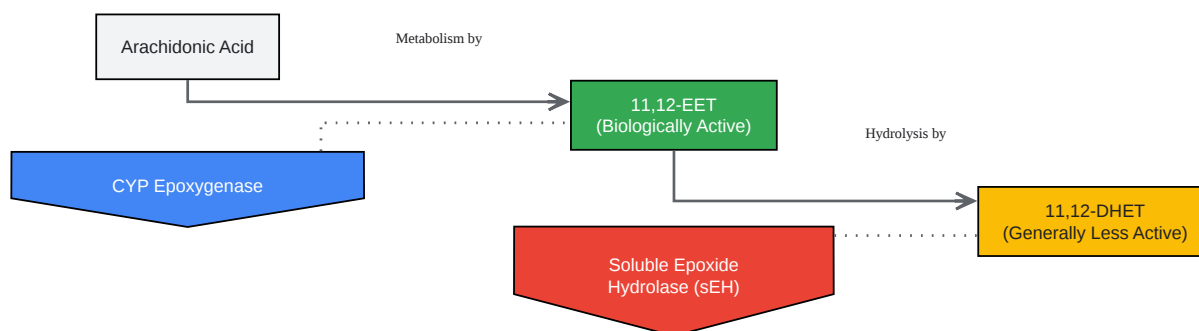 Arachidonic Acid
Metabolism by
11,12-EET
(Biologically Active)
Hydrolysis by
CYP Epoxygenase
11,12-DHET
(Generally Less Active)
Soluble Epoxide
Hydrolase (sEH)